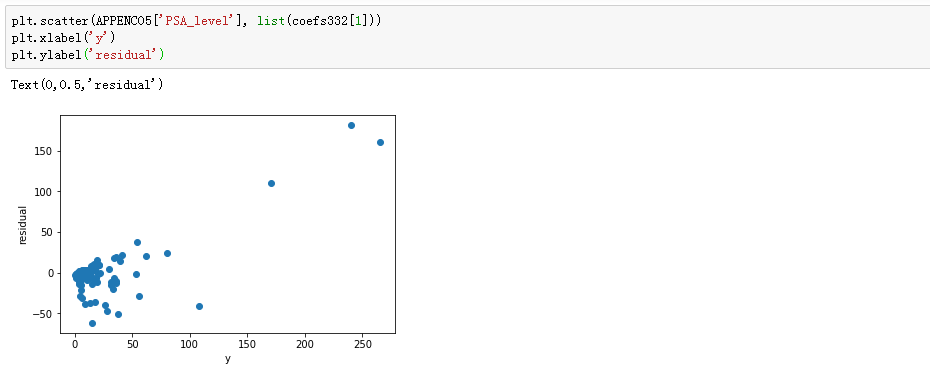 plt.scatter(APPENC05['PSA_level'], list(coefs332[1]))
plt.xlabel('y')
plt.ylabel('residual')
Text(0,0.5,'residual')
150
100
50
0
−50
residual
0 50 100 150 200 250
y